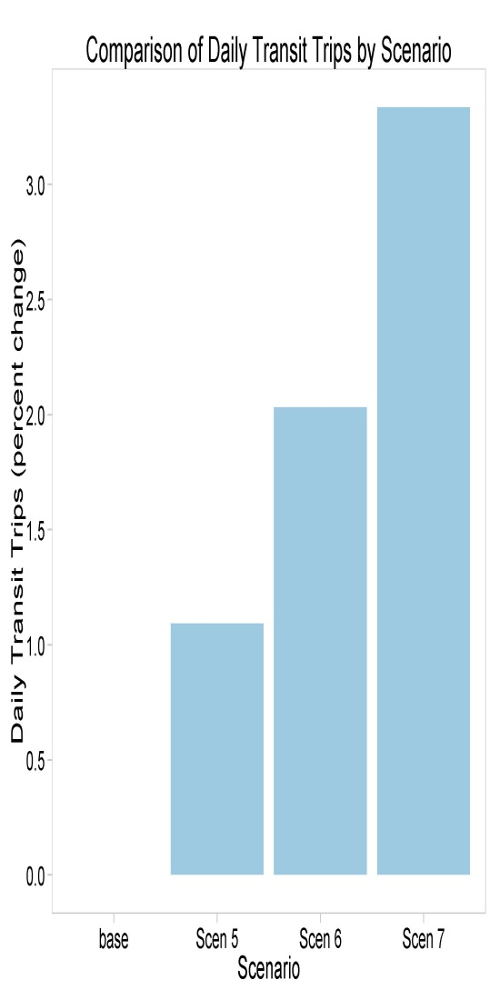 Comparison of Daily Transit Trips by Scenario
Daily Transit Trips (percent change)
3.0
2.5
2.0
1.5
1.0
0.5
0.0
base Scen 5 Scen 6 Scen 7
Scenario